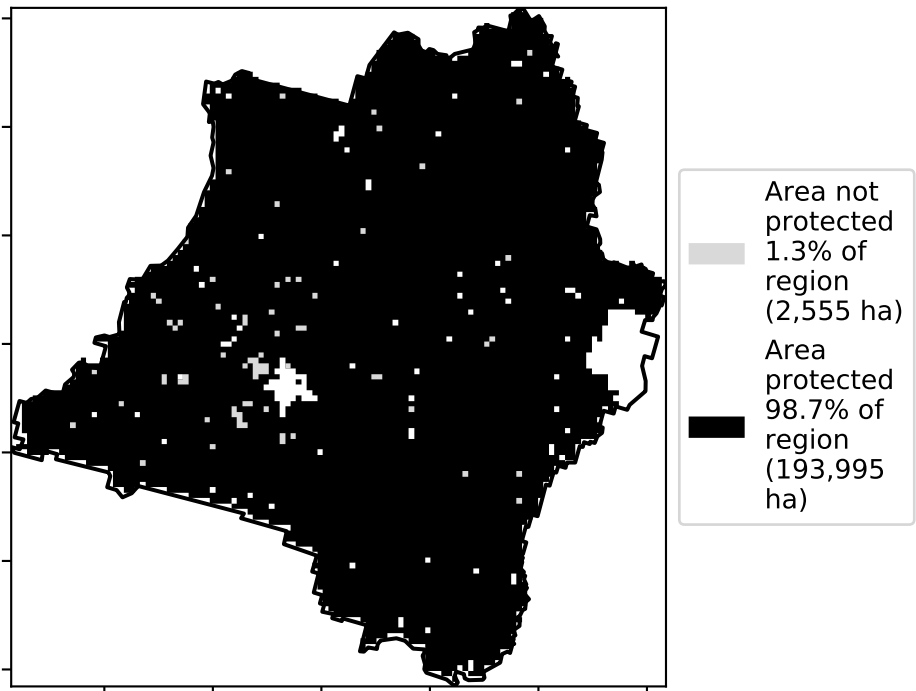 Area not
protected
1.3% of
region
(2,555 ha)
Area
protected
98.7% of
region
(193,995
ha)